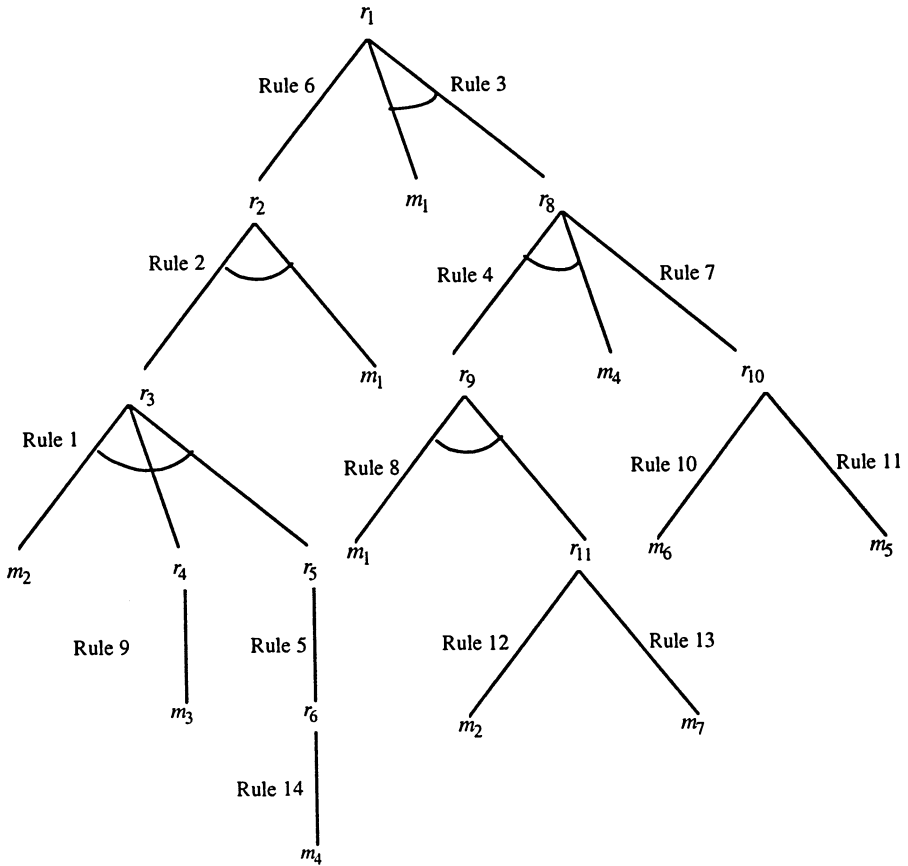 r1
Rule 6
Rule 3
r2
m1
r8
Rule 2
Rule 4
Rule 7
r3
m1
r9
m4
r10
Rule 1
Rule 8
Rule 10
Rule 11
m2
r4
r5
m1
r11
m6
m5
Rule 9
Rule 5
Rule 12
Rule 13
m3
r6
m2
m7
Rule 14
m4